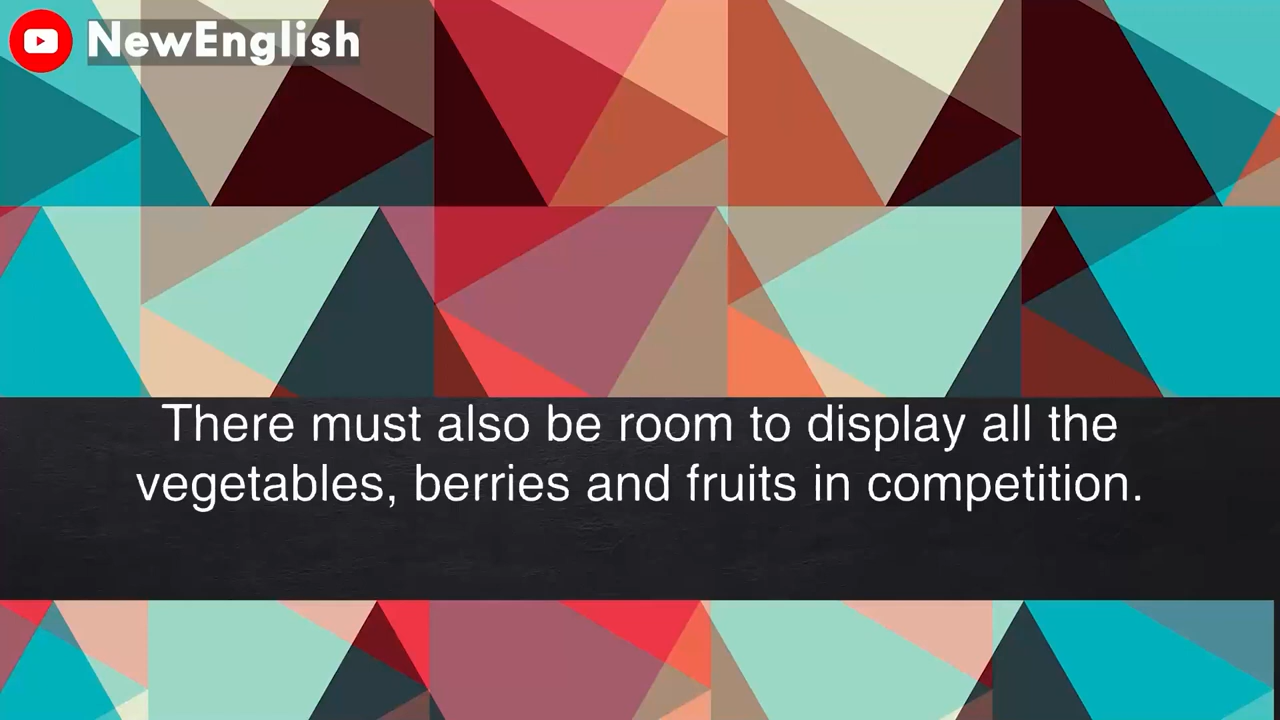 NewEnglish
There must also be room to display all the
vegetables, berries and fruits in competition.